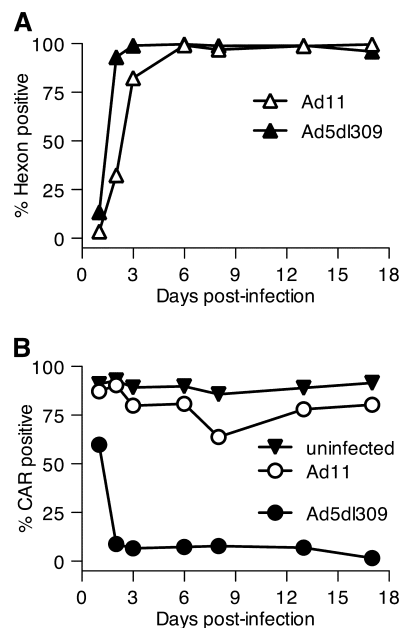 A
100
75
50
25
0
% Hexon positive
Ad11
Ad5dl309
0 3 6 9 12 15 18
Days post-infection
B
100
75
50
25
0
% CAR positive
uninfected
Ad11
Ad5dl309
0 3 6 9 12 15 18
Days post-infection